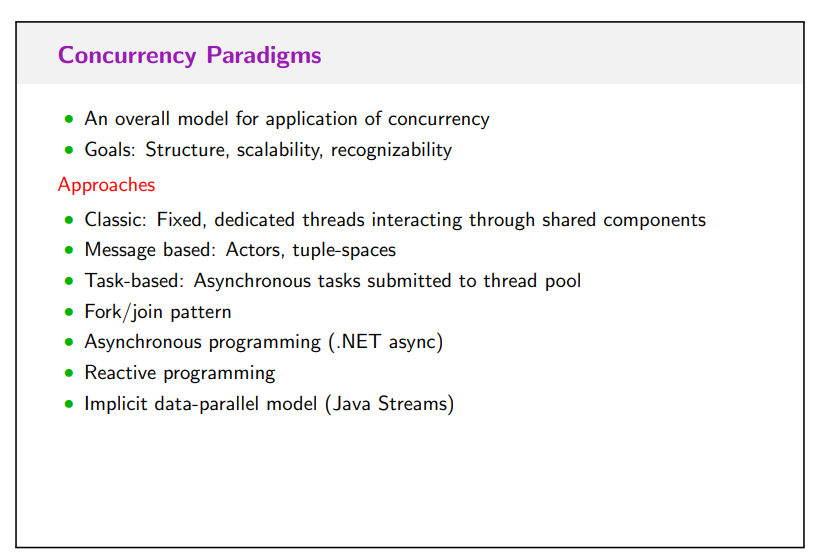 Concurrency Paradigms
• An overall model for application of concurrency
• Goals: Structure, scalability, recognizability
Approaches
• Classic: Fixed, dedicated threads interacting through shared components
• Message based: Actors, tuple-spaces
• Task-based: Asynchronous tasks submitted to thread pool
• Fork/join pattern
• Asynchronous programming (.NET async)
• Reactive programming
• Implicit data-parallel model (Java Streams)